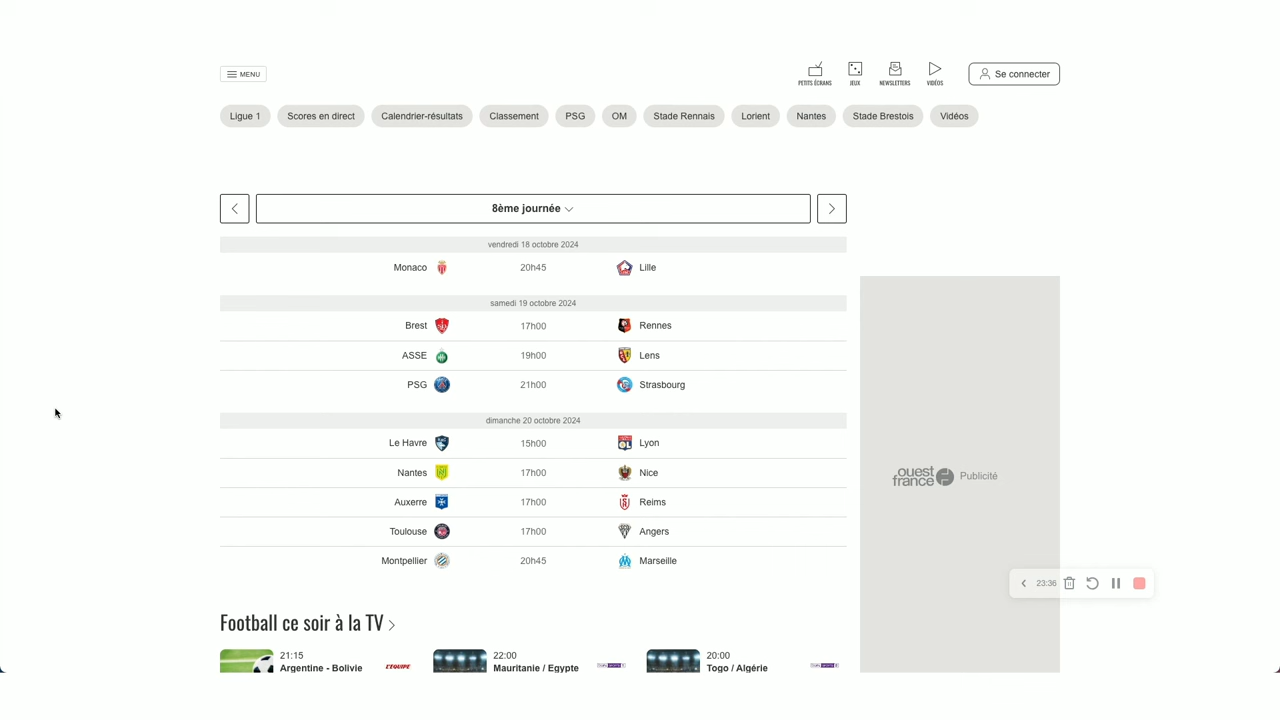 MENU
PETITS ÉCRANS JEUX NEWSLETTERS VIDÉOS Se connecter
Ligue 1 Scores en direct Calendrier-résultats Classement PSG OM Stade Rennais Lorient Nantes Stade Brestois Vidéos
8ème journée
vendredi 18 octobre 2024
Monaco 20h45 Lille
samedi 19 octobre 2024
Brest 17h00 Rennes
ASSE 19h00 Lens
PSG 21h00 Strasbourg
dimanche 20 octobre 2024
Le Havre 15h00 Lyon
Nantes 17h00 Nice
Auxerre 17h00 Reims
Toulouse 17h00 Angers
Montpellier 20h45 Marseille
ouest
france Publicité
23:36
Football ce soir à la TV
21:15 22:00 20:00
Argentine - Bolivie L'ÉQUIPE Mauritanie / Egypte Togo / Algérie